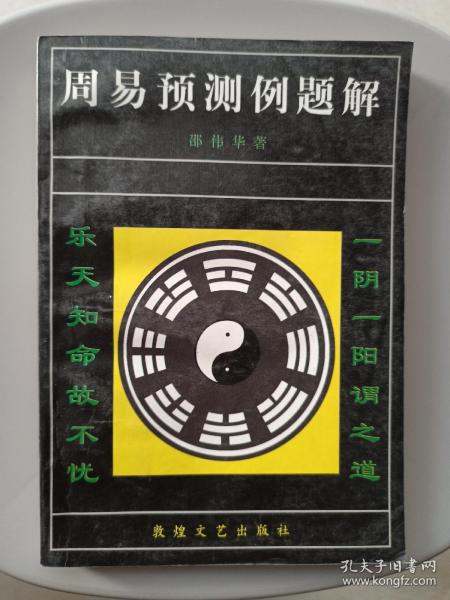 周易预测例题解
邵伟华著
一阴一阳谓之道
乐天知命故不忧
敦煌文艺出版社
孔夫子旧书网
www.kongfz.com